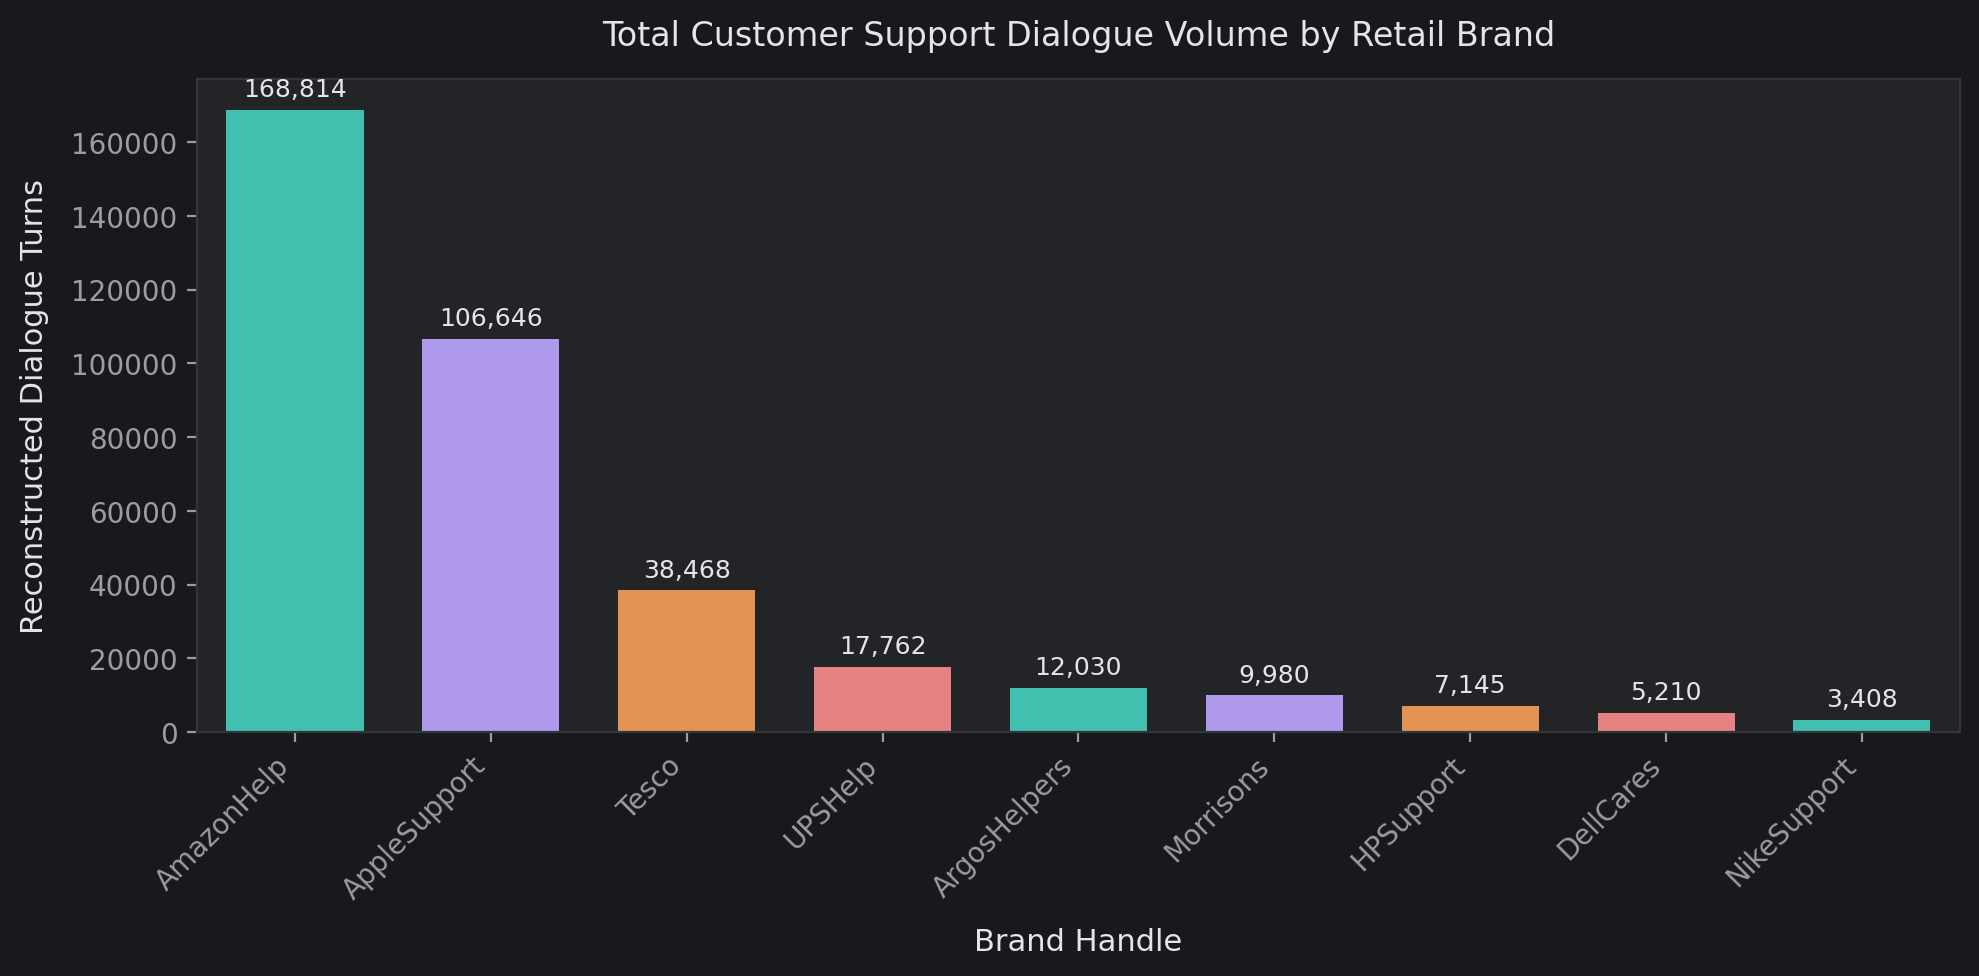 Total Customer Support Dialogue Volume by Retail Brand
Reconstructed Dialogue Turns
160000
140000
120000
100000
80000
60000
40000
20000
0
168,814
106,646
38,468
17,762
12,030
9,980
7,145
5,210
3,408
AmazonHelp
AppleSupport
Tesco
UPSHelp
ArgosHelpers
Morrisons
HPSupport
DellCares
NikeSupport
Brand Handle